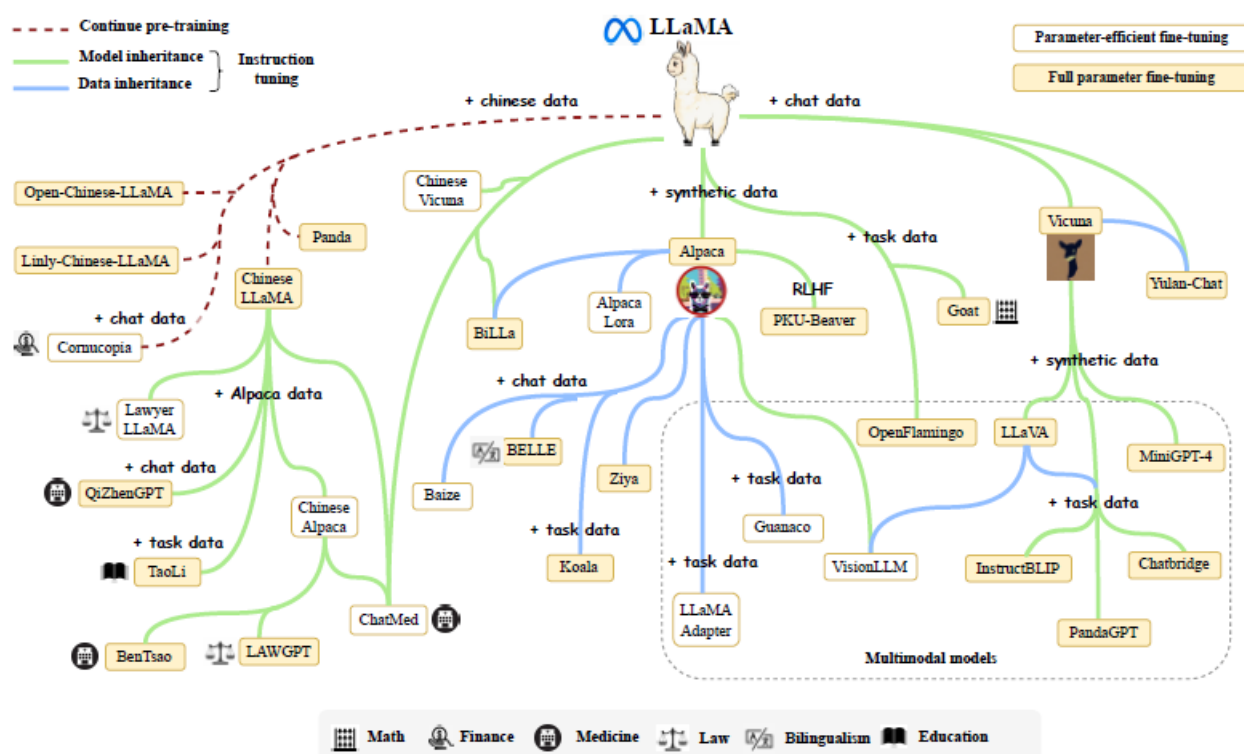 Continue pre-training
Model inheritance
Data inheritance
Instruction
tuning
LLaMA
Parameter-efficient fine-tuning
Full parameter fine-tuning
+ chinese data
+ chat data
Chinese
Vicuna
+ synthetic data
Open-Chinese-LLaMA
Panda
Linly-Chinese-LLaMA
Chinese
LLaMA
Alpaca
+ task data
Vicuna
Yulan-Chat
+ chat data
Cornucopia
BiLLa
Alpaca
Lora
RLHF
PKU-Beaver
Goat
+ synthetic data
+ Alpaca data
+ chat data
Lawyer
LLaMA
BELLE
OpenFlamingo
LLaVA
MiniGPT-4
+ chat data
QiZhenGPT
Baize
Ziya
+ task data
Chinese
Alpaca
Guanaco
+ task data
+ task data
TaoLi
+ task data
Koala
+ task data
VisionLLM
InstructBLIP
Chatbridge
ChatMed
LLaMA
Adapter
PandaGPT
BenTsao
LAWGPT
Multimodal models
Math
Finance
Medicine
Law
Bilingualism
Education